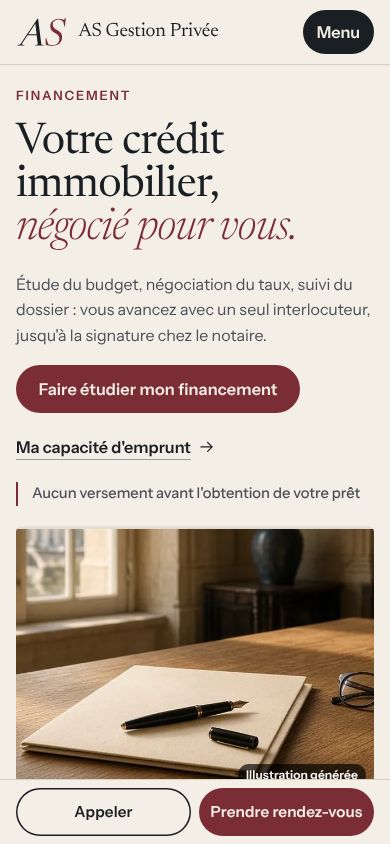 AS AS Gestion Privée
Menu
FINANCEMENT
Votre crédit
immobilier,
négocié pour vous.
Étude du budget, négociation du taux, suivi du
dossier : vous avancez avec un seul interlocuteur,
jusqu'à la signature chez le notaire.
Faire étudier mon financement
Ma capacité d'emprunt →
Aucun versement avant l'obtention de votre prêt
Illustration générée
Appeler
Prendre rendez-vous